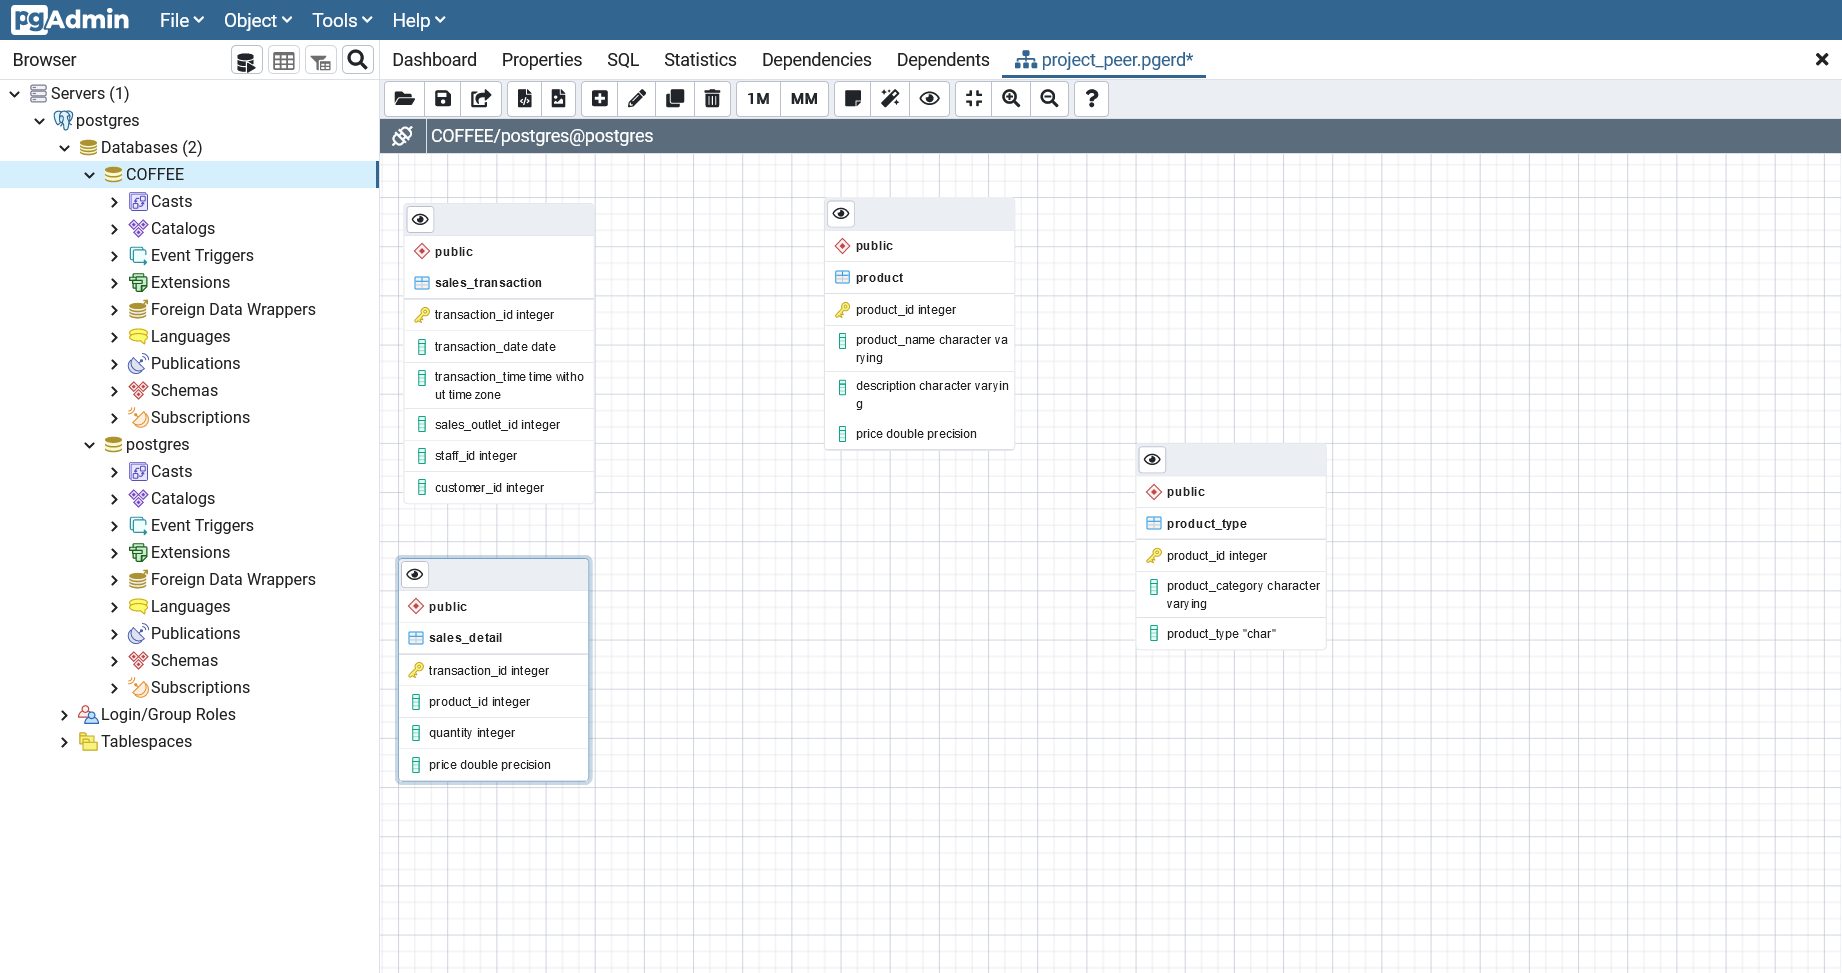 pgAdmin File Object Tools Help
Browser
Dashboard Properties SQL Statistics Dependencies Dependents project_peer.pgerd*
1M MM ?
COFFEE/postgres@postgres
Servers (1)
postgres
Databases (2)
COFFEE
Casts
Catalogs
Event Triggers
Extensions
Foreign Data Wrappers
Languages
Publications
Schemas
Subscriptions
postgres
Casts
Catalogs
Event Triggers
Extensions
Foreign Data Wrappers
Languages
Publications
Schemas
Subscriptions
Login/Group Roles
Tablespaces
public
sales_transaction
transaction_id integer
transaction_date date
transaction_time time witho
ut time zone
sales_outlet_id integer
staff_id integer
customer_id integer
public
sales_detail
transaction_id integer
product_id integer
quantity integer
price double precision
public
product
product_id integer
product_name character va
rying
description character varyin
g
price double precision
public
product_type
product_id integer
product_category character
varying
product_type "char"